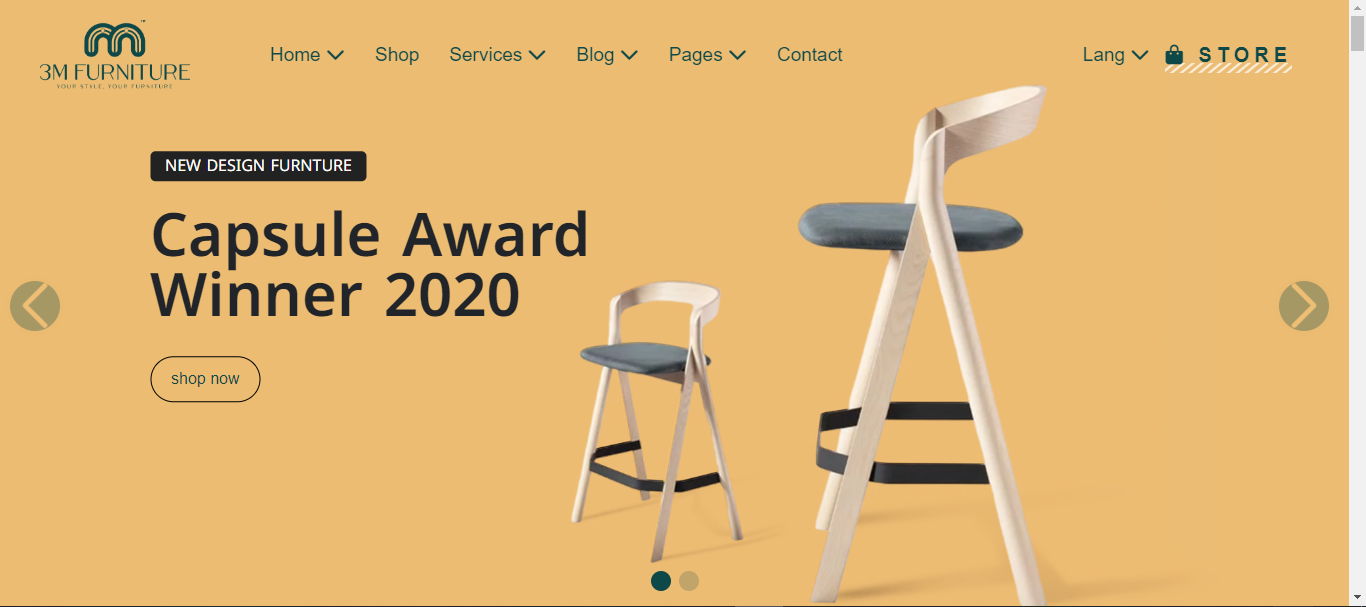 3M FURNITURE
YOUR STYLE, YOUR FURNITURE
Home Shop Services Blog Pages Contact Lang STORE
NEW DESIGN FURNTURE
Capsule Award
Winner 2020
shop now